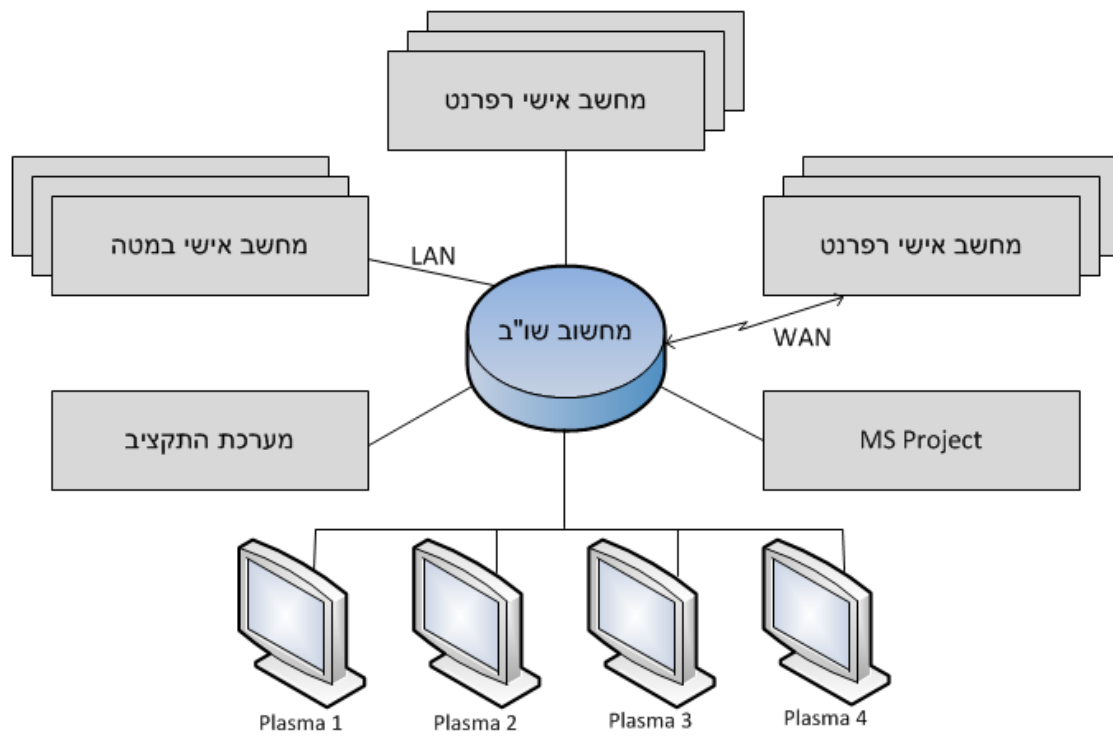 מחשב אישי רפרנט
מחשב אישי במטה
מחשב אישי רפרנט
LAN
WAN
מחשוב שו"ב
מערכת התקציב
MS Project
Plasma 1
Plasma 2
Plasma 3
Plasma 4